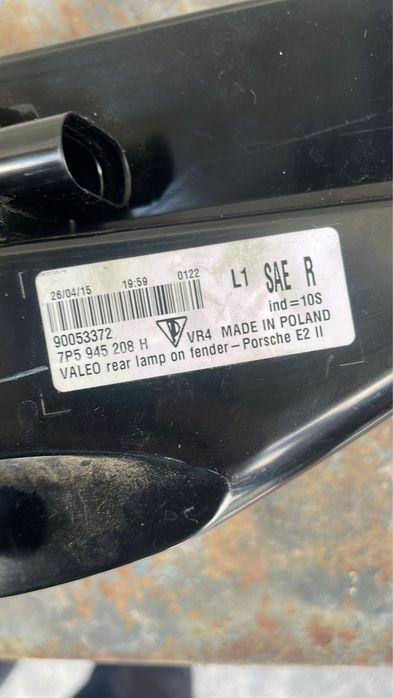 26/04/15 19:59 0122 L1 SAE R
ind=10S
90053372
7P5 945 208 H VR4 MADE IN POLAND
VALEO rear lamp on fender-Porsche E2 II